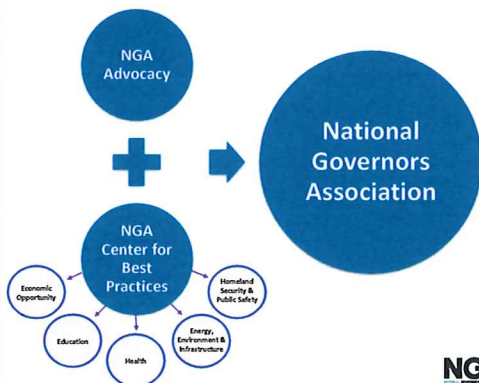 NGA
Advocacy
National
Governors
Association
NGA
Center for
Best
Practices
Economic
Opportunity
Education
Health
Energy,
Environment &
Infrastructure
Homeland
Security &
Public Safety
NG